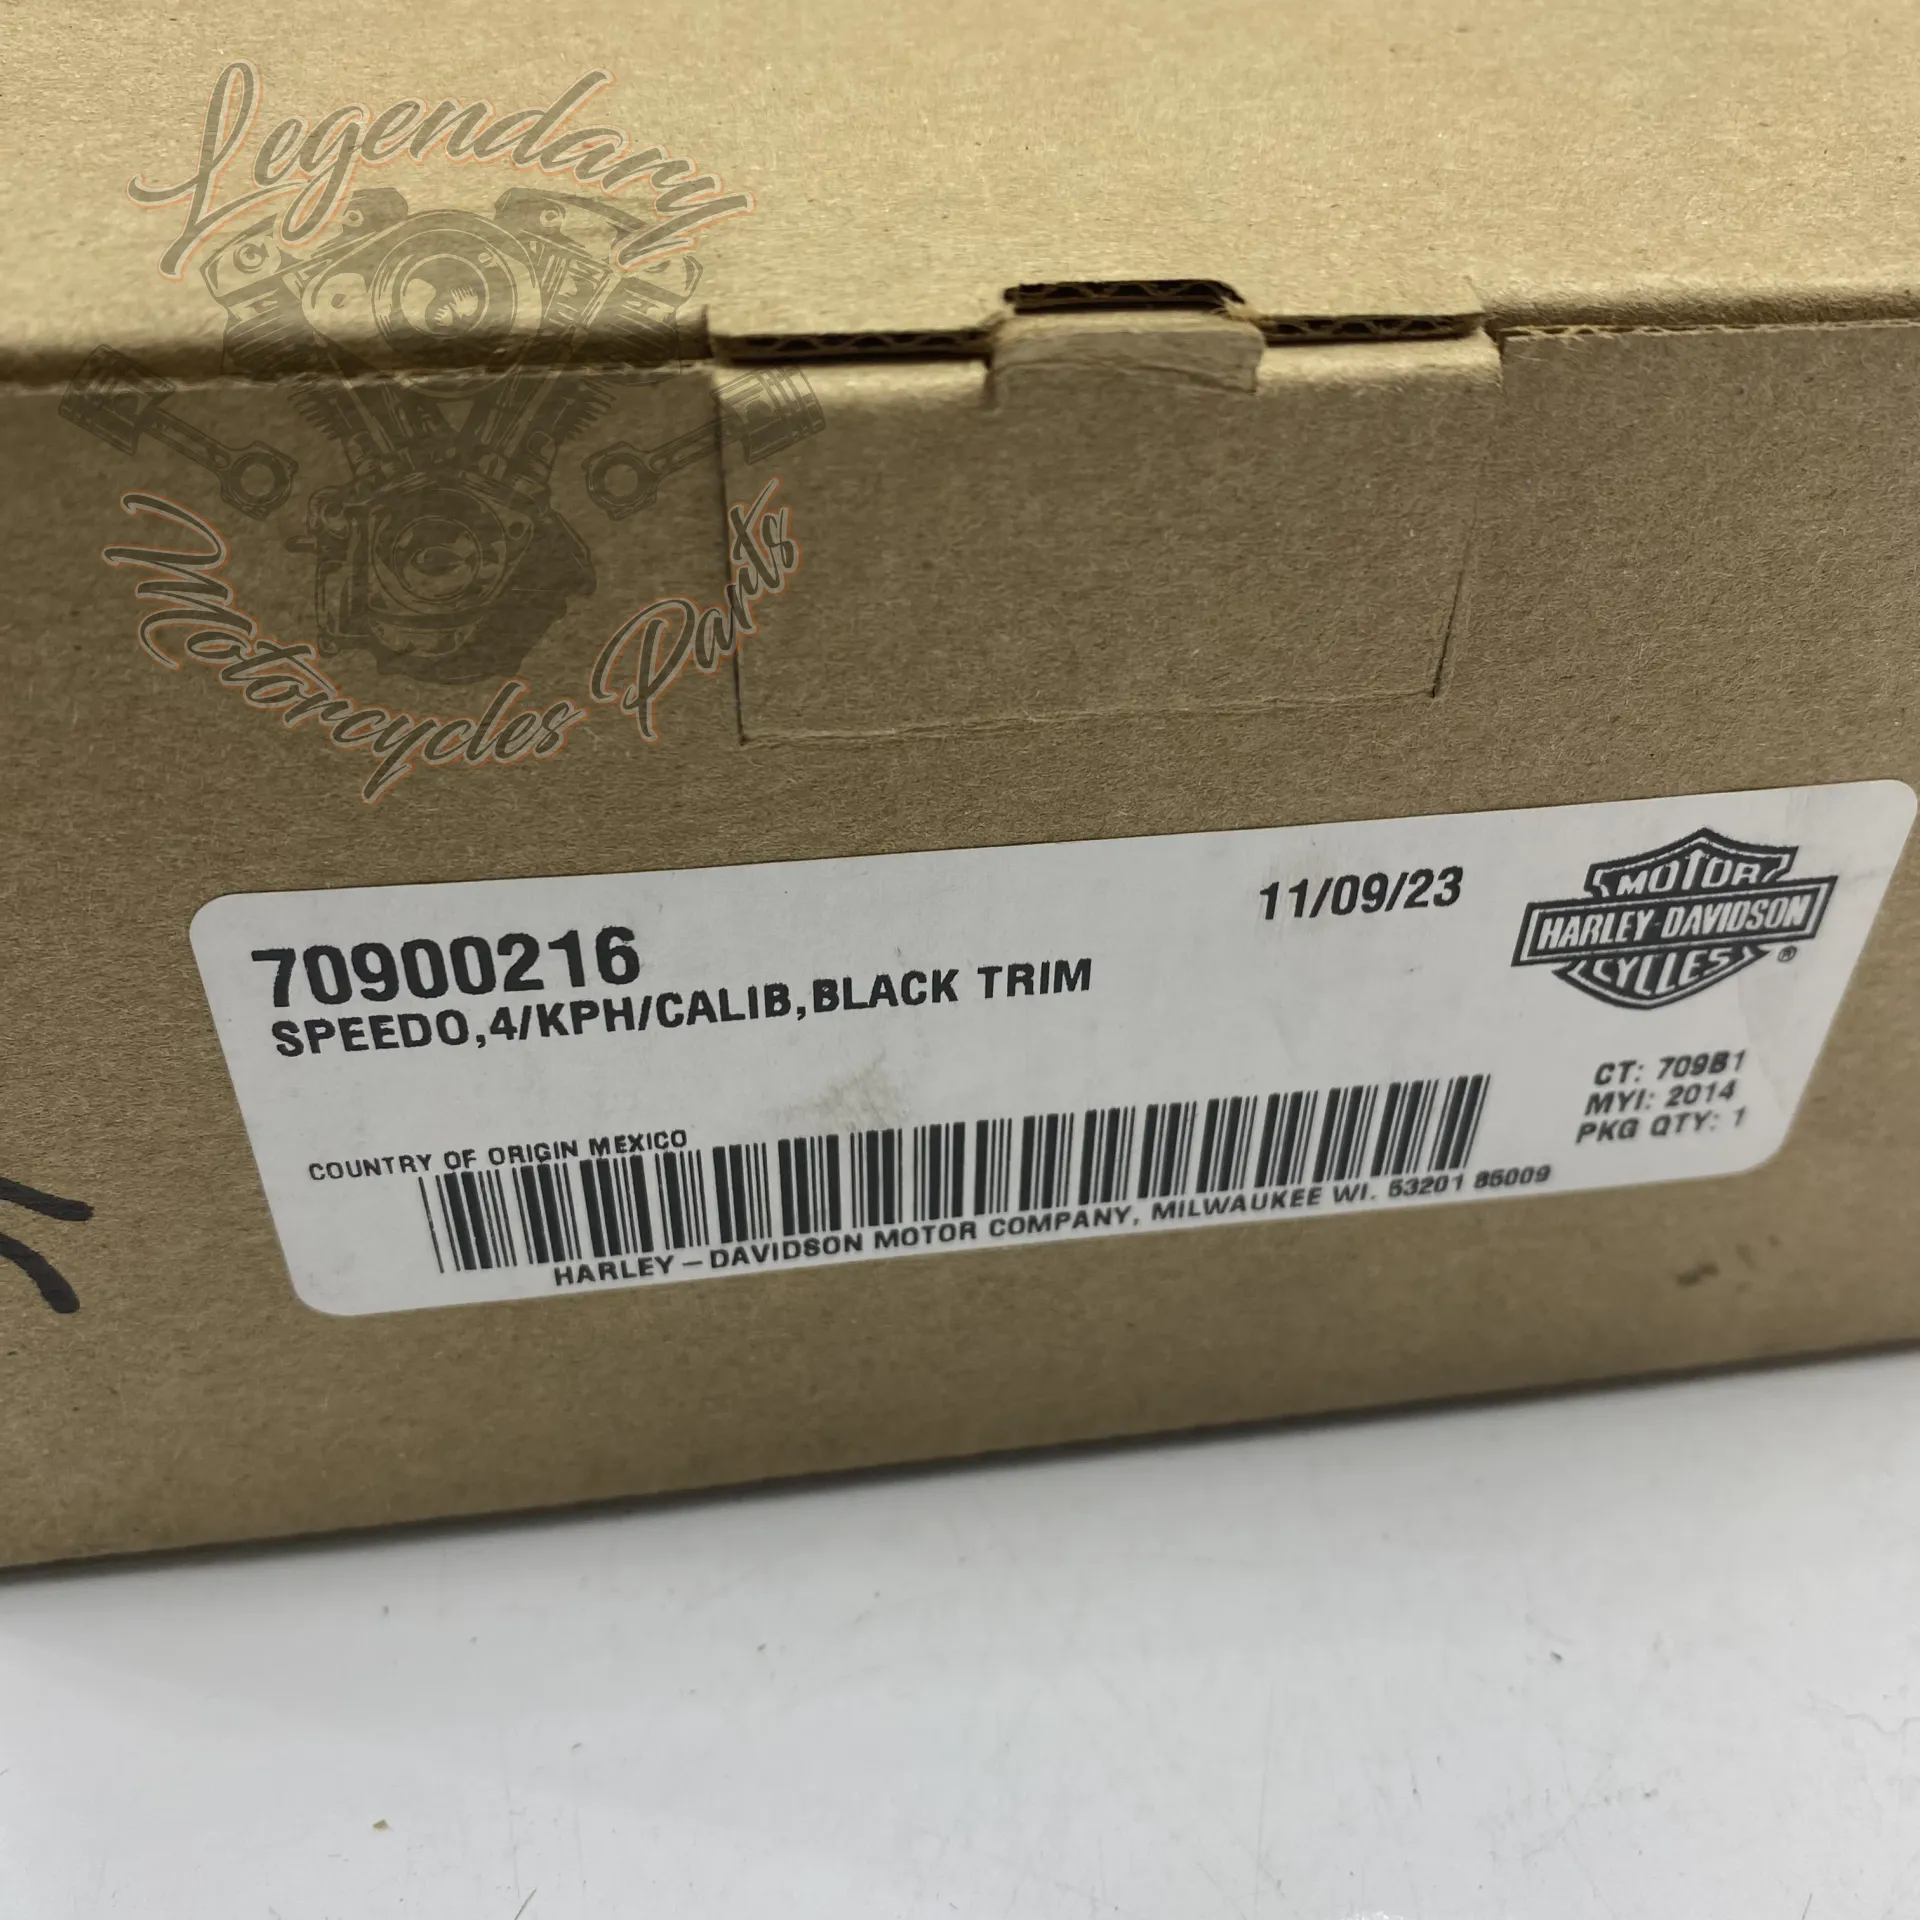 Legendary
Motorcycles Parts
70900216
11/09/23
SPEEDO,4/KPH/CALIB,BLACK TRIM
MOTOR
HARLEY-DAVIDSON
CYCLES
®
CT: 709B1
MYI: 2014
PKG QTY: 1
COUNTRY OF ORIGIN MEXICO
HARLEY-DAVIDSON MOTOR COMPANY, MILWAUKEE WI. 53201 85009